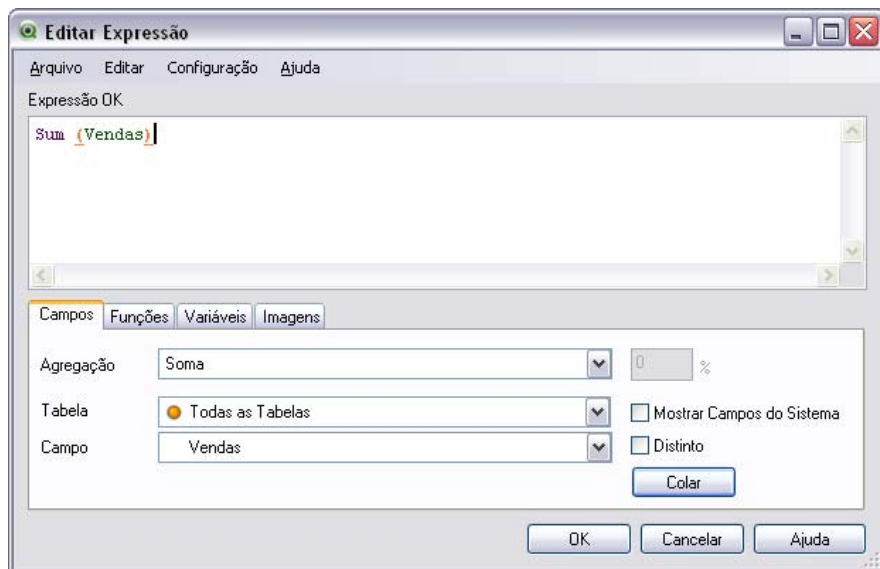 Editar Expressão
Arquivo Editar Configuração Ajuda
Expressão OK
Sum (Vendas)
Campos Funções Variáveis Imagens
Agregação Soma 0 %
Tabela Todas as Tabelas Mostrar Campos do Sistema
Campo Vendas Distinto
Colar
OK Cancelar Ajuda